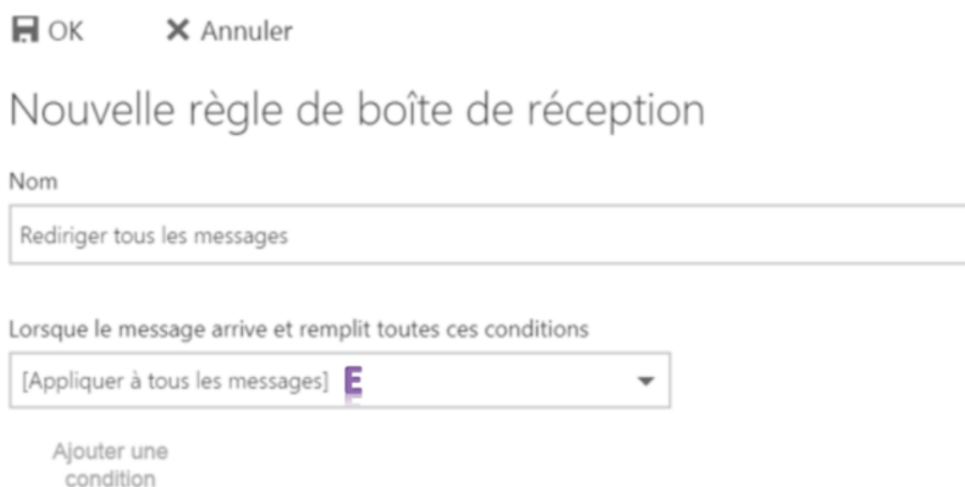 OK Annuler
Nouvelle règle de boîte de réception
Nom
Rediriger tous les messages
Lorsque le message arrive et remplit toutes ces conditions
[Appliquer à tous les messages] E
Ajouter une
condition